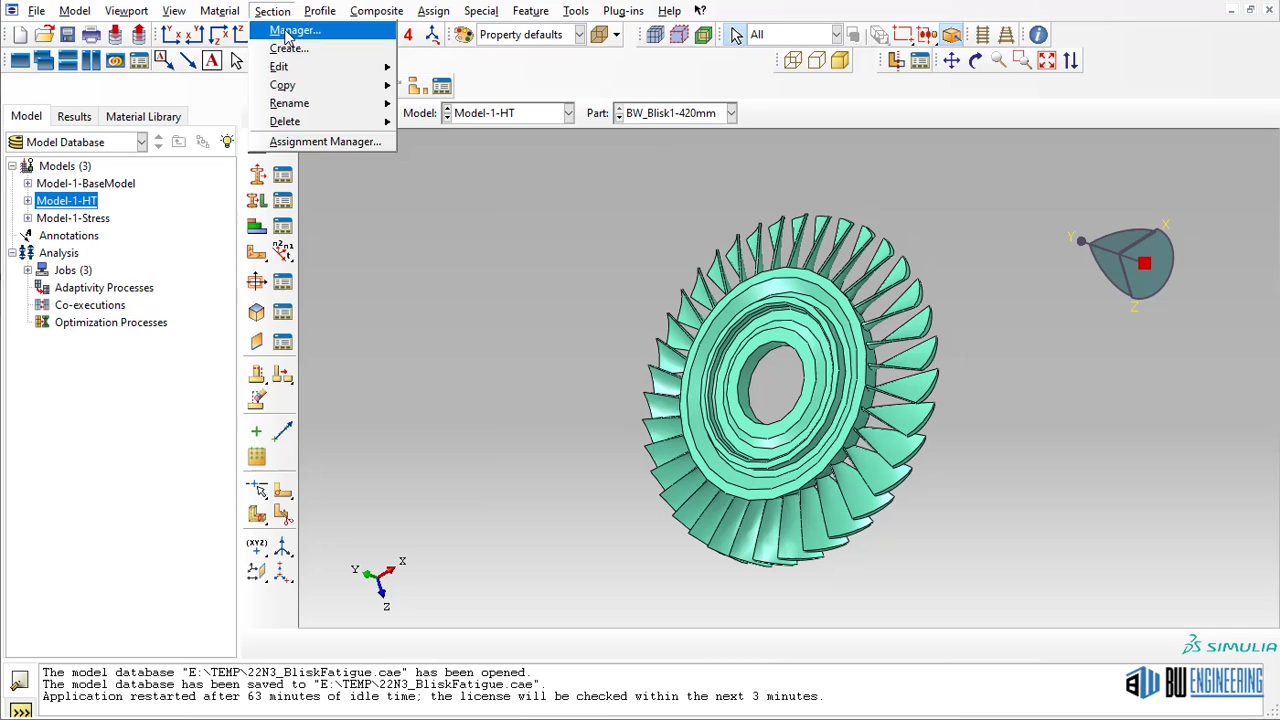 File Model Viewport View Material Section Profile Composite Assign Special Feature Tools Plug-ins Help
Manager...
Create...
Edit
Copy
Rename
Delete
Assignment Manager...
4
Property defaults
All
Model: Model-1-HT Part: BW_Blisk1-420mm
Model Results Material Library
Model Database
Models (3)
Model-1-BaseModel
Model-1-HT
Model-1-Stress
Annotations
Analysis
Jobs (3)
Adaptivity Processes
Co-executions
Optimization Processes
n2 n1
t
(XYZ)
X
Y
Z
X
Y
Z
SIMULIA
The model database "E:\TEMP\22N3_BliskFatigue.cae" has been opened.
The model database has been saved to "E:\TEMP\22N3_BliskFatigue.cae".
Application restarted after 63 minutes of idle time; the license will be checked within the next 3 minutes.
>>>
BW ENGINEERING